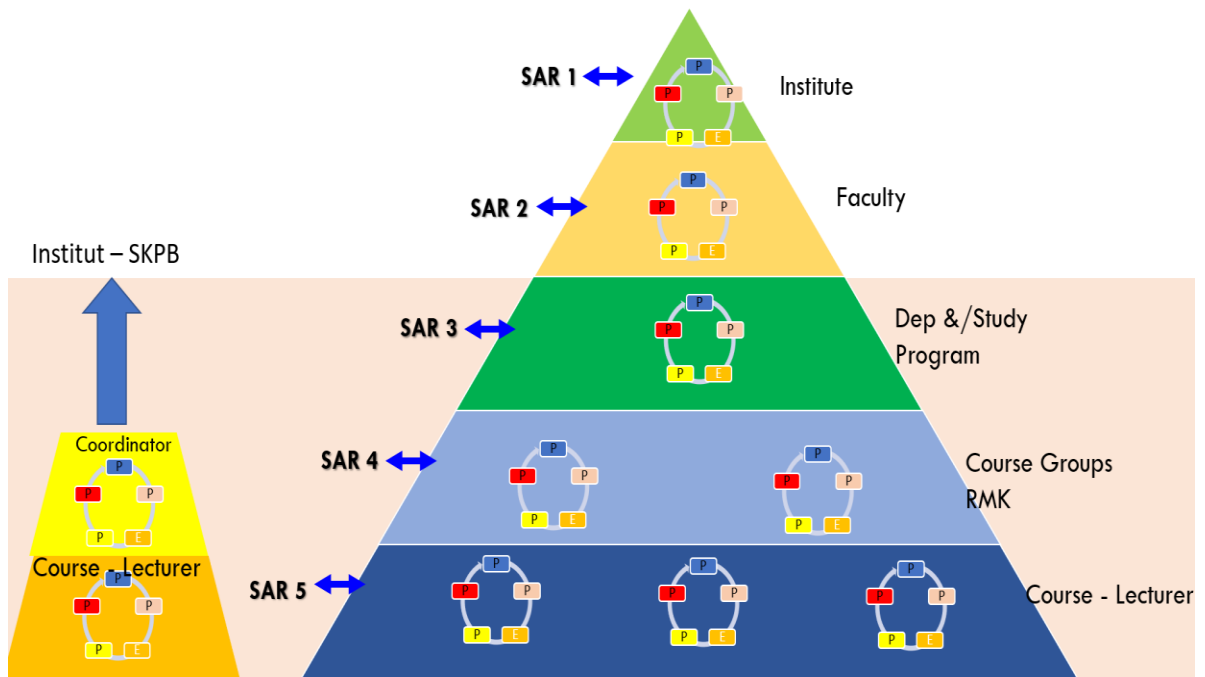 SAR 1
Institute
P
P
P
P
E
SAR 2
Faculty
P
P
P
P
E
Institut – SKPB
SAR 3
Dep &/Study
Program
P
P
P
P
E
Coordinator
P
P
P
P
E
SAR 4
Course Groups
RMK
P
P
P
P
E
P
P
P
P
E
Course - Lecturer
P
P
P
P
E
SAR 5
Course - Lecturer
P
P
P
P
E
P
P
P
P
E
P
P
P
P
E